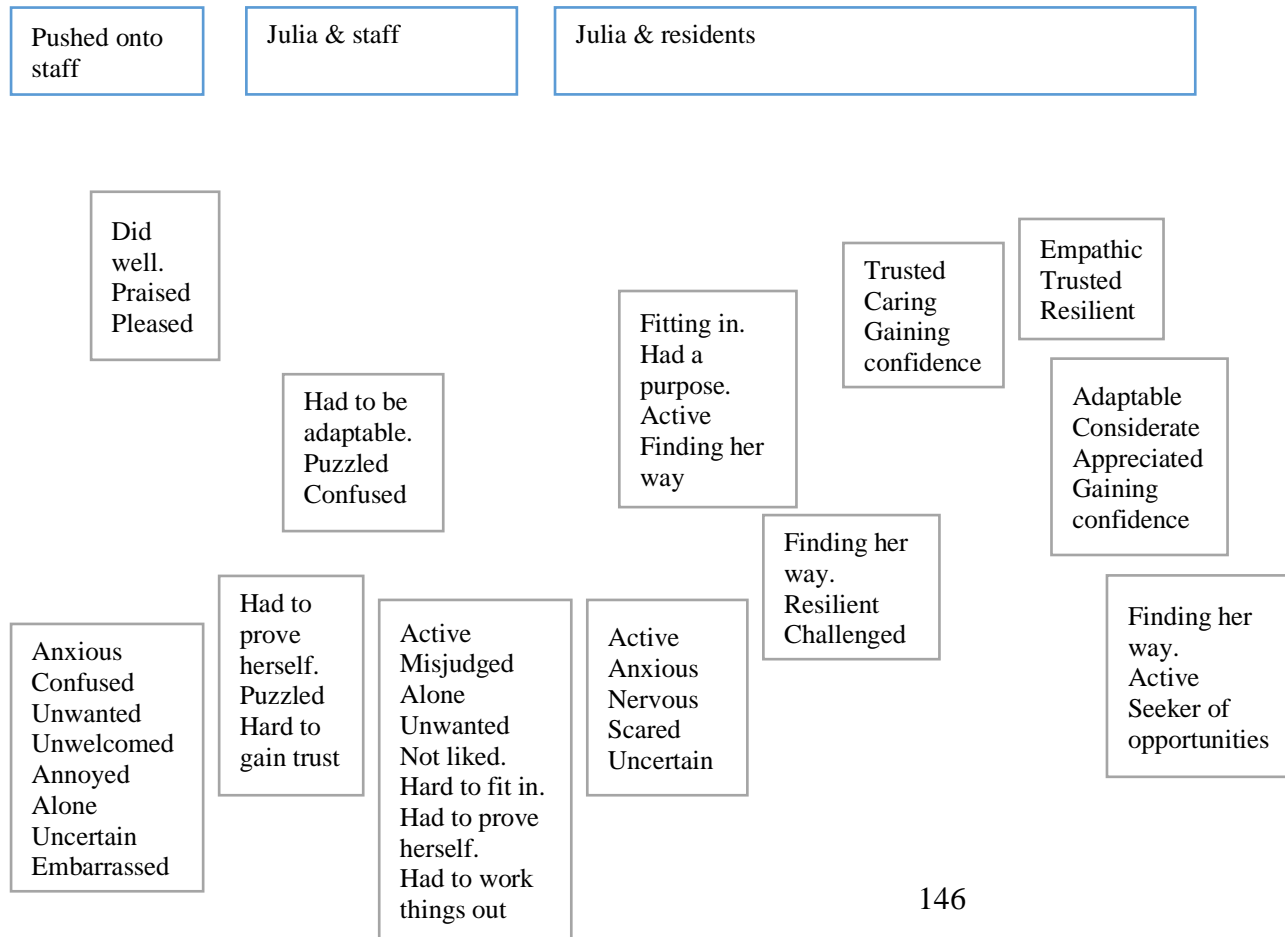 Pushed onto
staff
Julia & staff
Julia & residents
Did
well.
Praised
Pleased
Had to be
adaptable.
Puzzled
Confused
Fitting in.
Had a
purpose.
Active
Finding her
way
Trusted
Caring
Gaining
confidence
Empathic
Trusted
Resilient
Adaptable
Considerate
Appreciated
Gaining
confidence
Anxious
Confused
Unwanted
Unwelcomed
Annoyed
Alone
Uncertain
Embarrassed
Had to
prove
herself.
Puzzled
Hard to
gain trust
Active
Misjudged
Alone
Unwanted
Not liked.
Hard to fit in.
Had to prove
herself.
Had to work
things out
Active
Anxious
Nervous
Scared
Uncertain
Finding her
way.
Resilient
Challenged
Finding her
way.
Active
Seeker of
opportunities
146